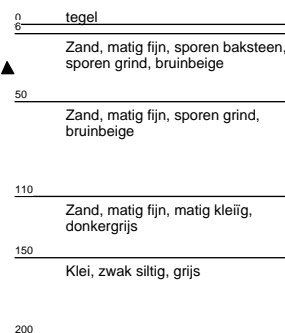 0 tegel
6
Zand, matig fijn, sporen baksteen,
sporen grind, bruinbeige
50
Zand, matig fijn, sporen grind,
bruinbeige
110
Zand, matig fijn, matig kleiïg,
donkergrijs
150
Klei, zwak siltig, grijs
200